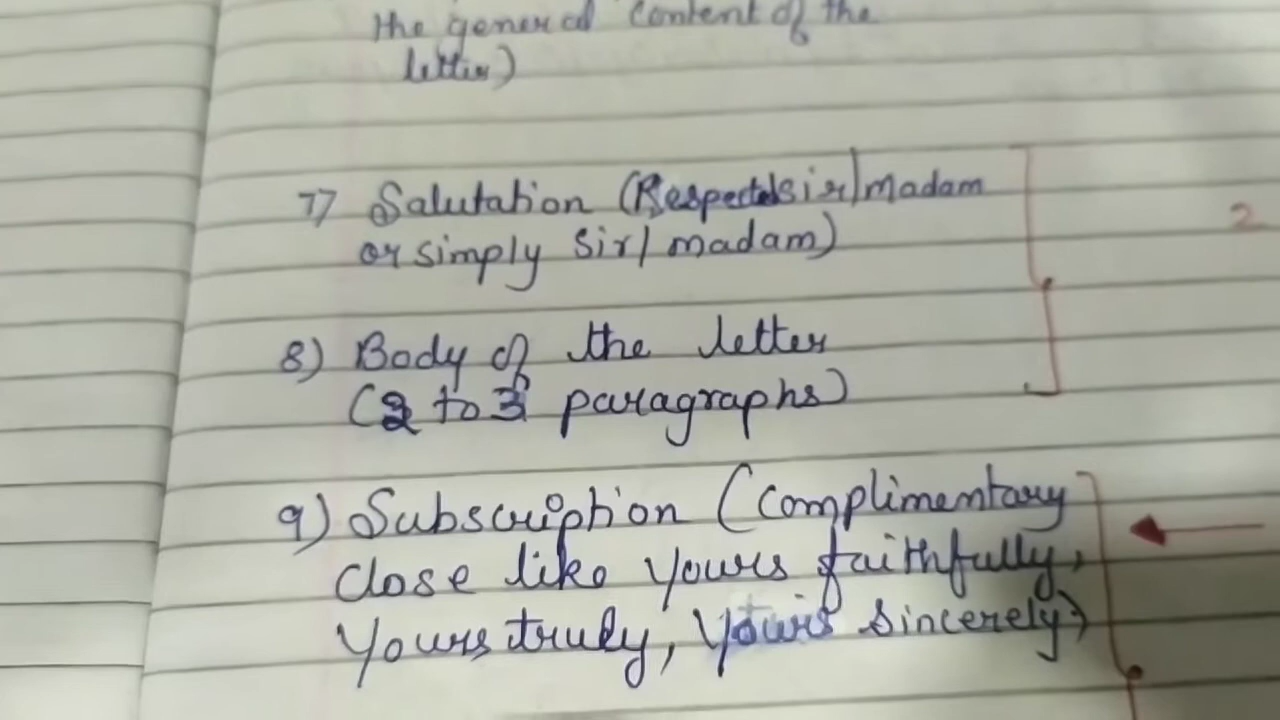 the general content of the
letter)
7) Salutation (Respected sir/madam
or simply Sir/madam)
2
8) Body of the letter
(2 to 3 paragraphs)
9) Subscription (Complimentary
close like yours faithfully,
Yours truly, Yours sincerely)